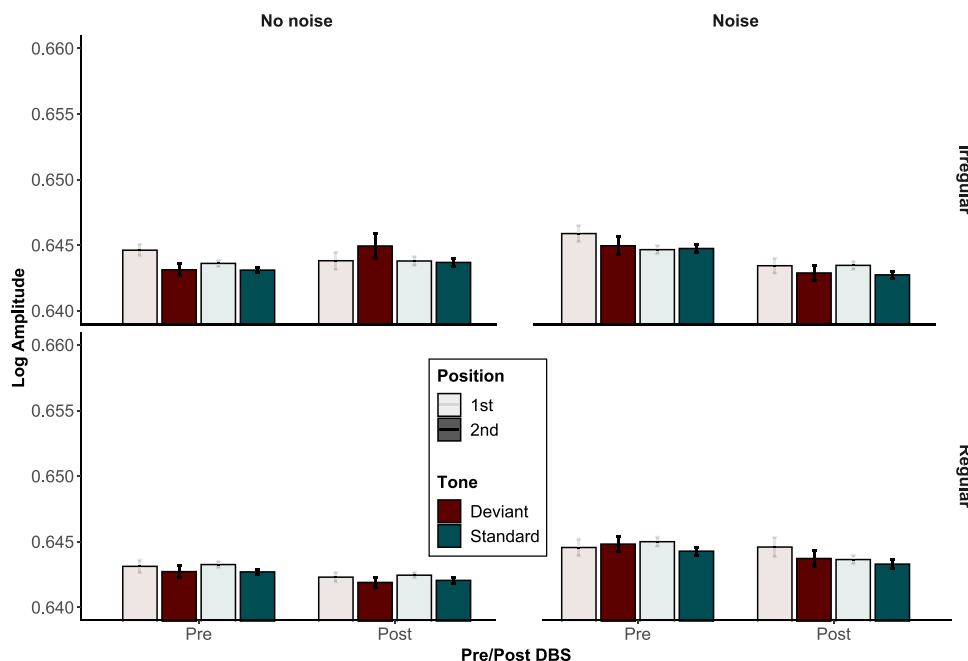 No noise
Noise
0.660
0.655
0.650
0.645
0.640
Irregular
Log Amplitude
0.660
0.655
0.650
0.645
0.640
Regular
Position
1st
2nd
Tone
Deviant
Standard
Pre
Post
Pre
Post
Pre/Post DBS